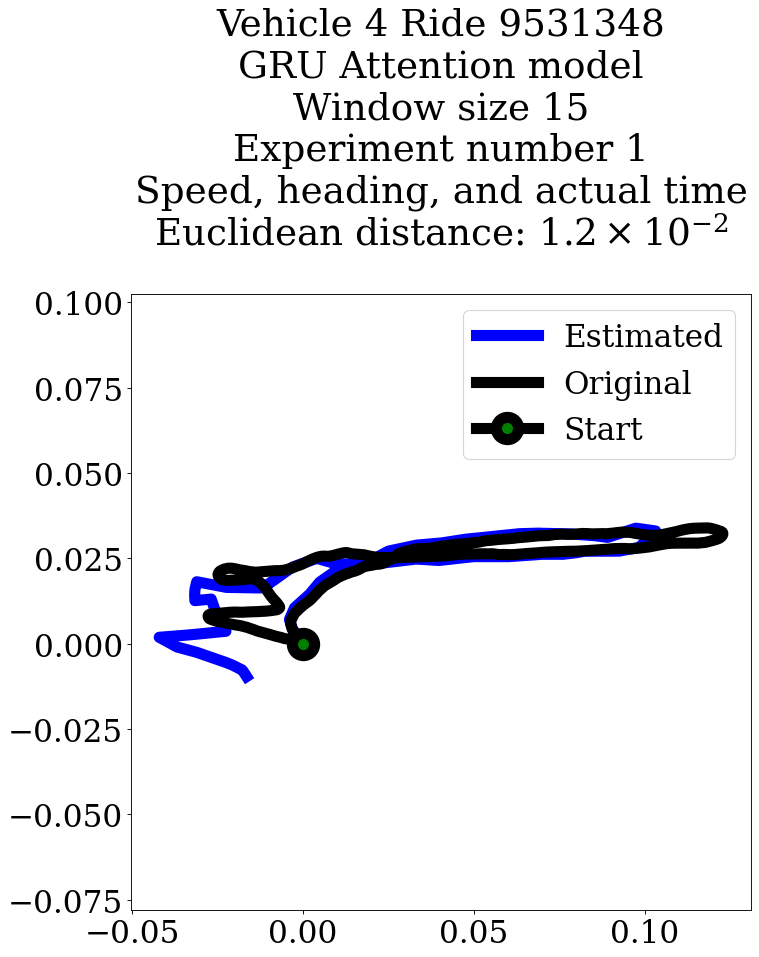 Vehicle 4 Ride 9531348
GRU Attention model
Window size 15
Experiment number 1
Speed, heading, and actual time
Euclidean distance: 1.2 × 10⁻²
Estimated
Original
Start
0.100
0.075
0.050
0.025
0.000
−0.025
−0.050
−0.075
−0.05
0.00
0.05
0.10